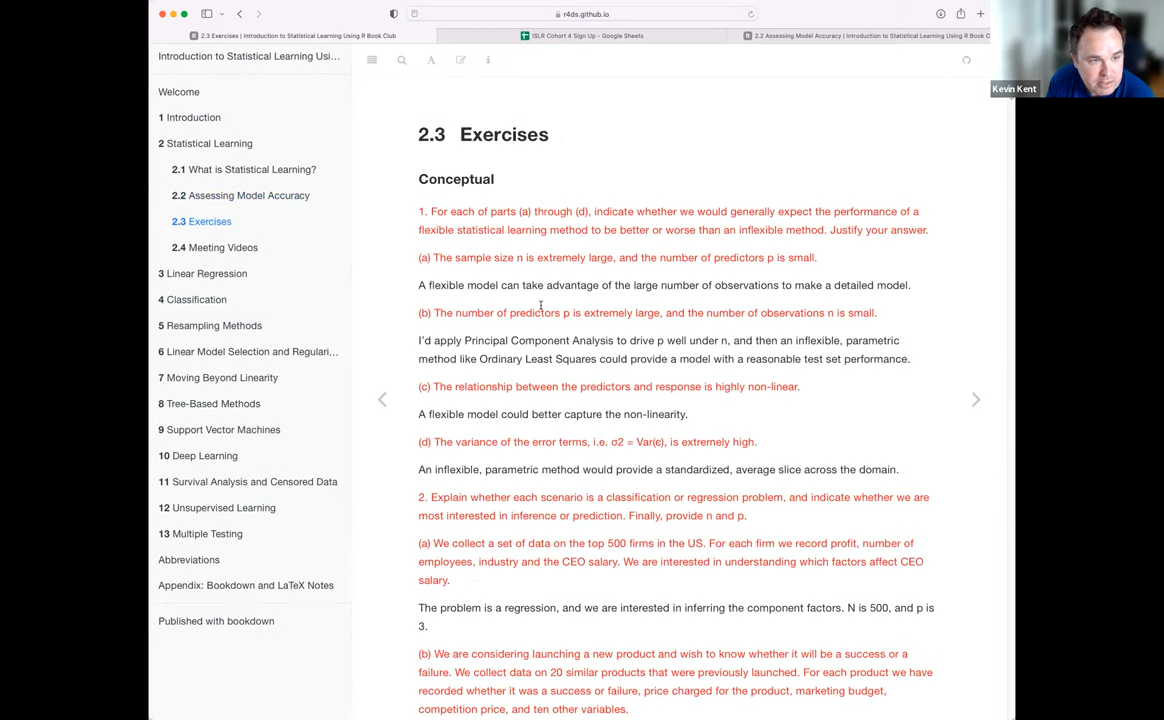 r4ds.github.io
2.3 Exercises | Introduction to Statistical Learning Using R Book Club
ISLR Cohort 4 Sign Up - Google Sheets
2.2 Assessing Model Accuracy | Introduction to Statistical Learning Using R Book C
Kevin Kent
Introduction to Statistical Learning Usi...
Welcome
1 Introduction
2 Statistical Learning
2.1 What is Statistical Learning?
2.2 Assessing Model Accuracy
2.3 Exercises
2.4 Meeting Videos
3 Linear Regression
4 Classification
5 Resampling Methods
6 Linear Model Selection and Regulari...
7 Moving Beyond Linearity
8 Tree-Based Methods
9 Support Vector Machines
10 Deep Learning
11 Survival Analysis and Censored Data
12 Unsupervised Learning
13 Multiple Testing
Abbreviations
Appendix: Bookdown and LaTeX Notes
Published with bookdown
2.3 Exercises
Conceptual
1. For each of parts (a) through (d), indicate whether we would generally expect the performance of a
flexible statistical learning method to be better or worse than an inflexible method. Justify your answer.
(a) The sample size n is extremely large, and the number of predictors p is small.
A flexible model can take advantage of the large number of observations to make a detailed model.
(b) The number of predictors p is extremely large, and the number of observations n is small.
I'd apply Principal Component Analysis to drive p well under n, and then an inflexible, parametric
method like Ordinary Least Squares could provide a model with a reasonable test set performance.
(c) The relationship between the predictors and response is highly non-linear.
A flexible model could better capture the non-linearity.
(d) The variance of the error terms, i.e. σ2 = Var(ϵ), is extremely high.
An inflexible, parametric method would provide a standardized, average slice across the domain.
2. Explain whether each scenario is a classification or regression problem, and indicate whether we are
most interested in inference or prediction. Finally, provide n and p.
(a) We collect a set of data on the top 500 firms in the US. For each firm we record profit, number of
employees, industry and the CEO salary. We are interested in understanding which factors affect CEO
salary.
The problem is a regression, and we are interested in inferring the component factors. N is 500, and p is
3.
(b) We are considering launching a new product and wish to know whether it will be a success or a
failure. We collect data on 20 similar products that were previously launched. For each product we have
recorded whether it was a success or failure, price charged for the product, marketing budget,
competition price, and ten other variables.